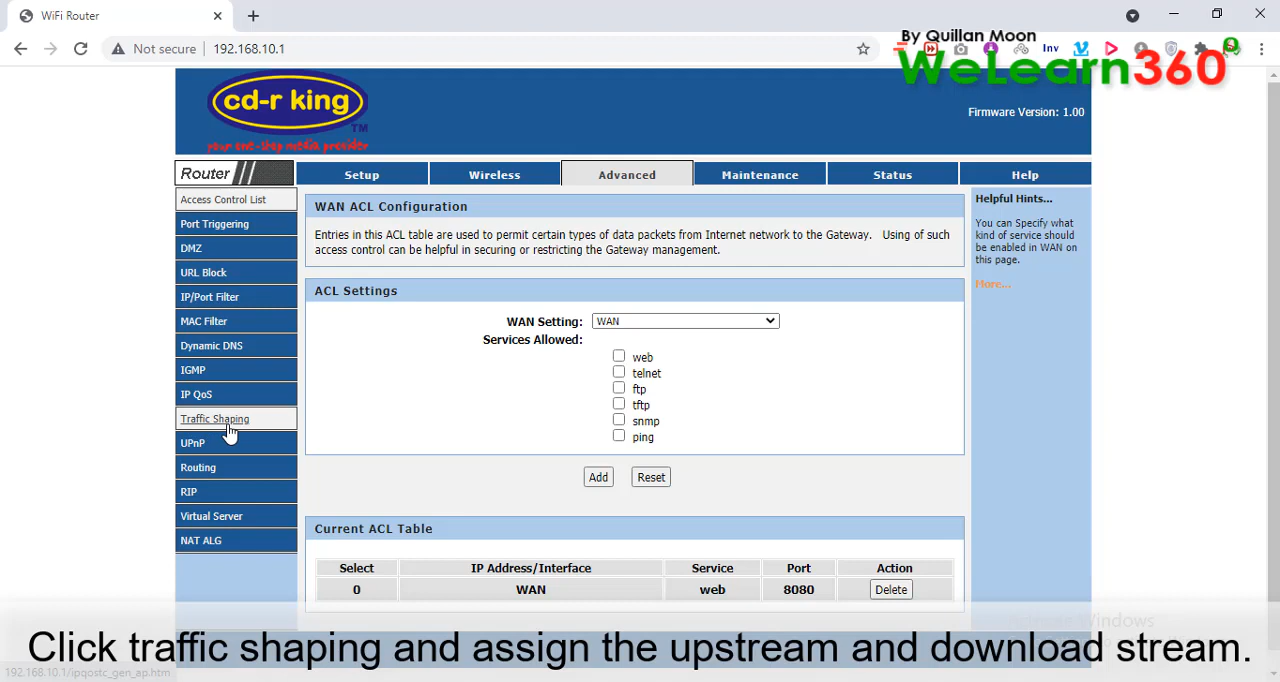 WiFi Router
Not secure 192.168.10.1
Inv
By Quillan Moon
WeLearn360
cd-r king
TM
your one-shop media provider
Firmware Version: 1.00
Router
Setup
Wireless
Advanced
Maintenance
Status
Help
Access Control List
Port Triggering
DMZ
URL Block
IP/Port Filter
MAC Filter
Dynamic DNS
IGMP
IP QoS
Traffic Shaping
UPnP
Routing
RIP
Virtual Server
NAT ALG
WAN ACL Configuration
Entries in this ACL table are used to permit certain types of data packets from Internet network to the Gateway. Using of such
access control can be helpful in securing or restricting the Gateway management.
ACL Settings
WAN Setting: WAN
Services Allowed:
web
telnet
ftp
tftp
snmp
ping
Add Reset
Current ACL Table
Select IP Address/Interface Service Port Action
0 WAN web 8080 Delete
Helpful Hints...
You can Specify what
kind of service should
be enabled in WAN on
this page.
More...
Activate Windows
Click traffic shaping and assign the upstream and download stream.
192.168.10.1/ipqostc_gen_ap.htm